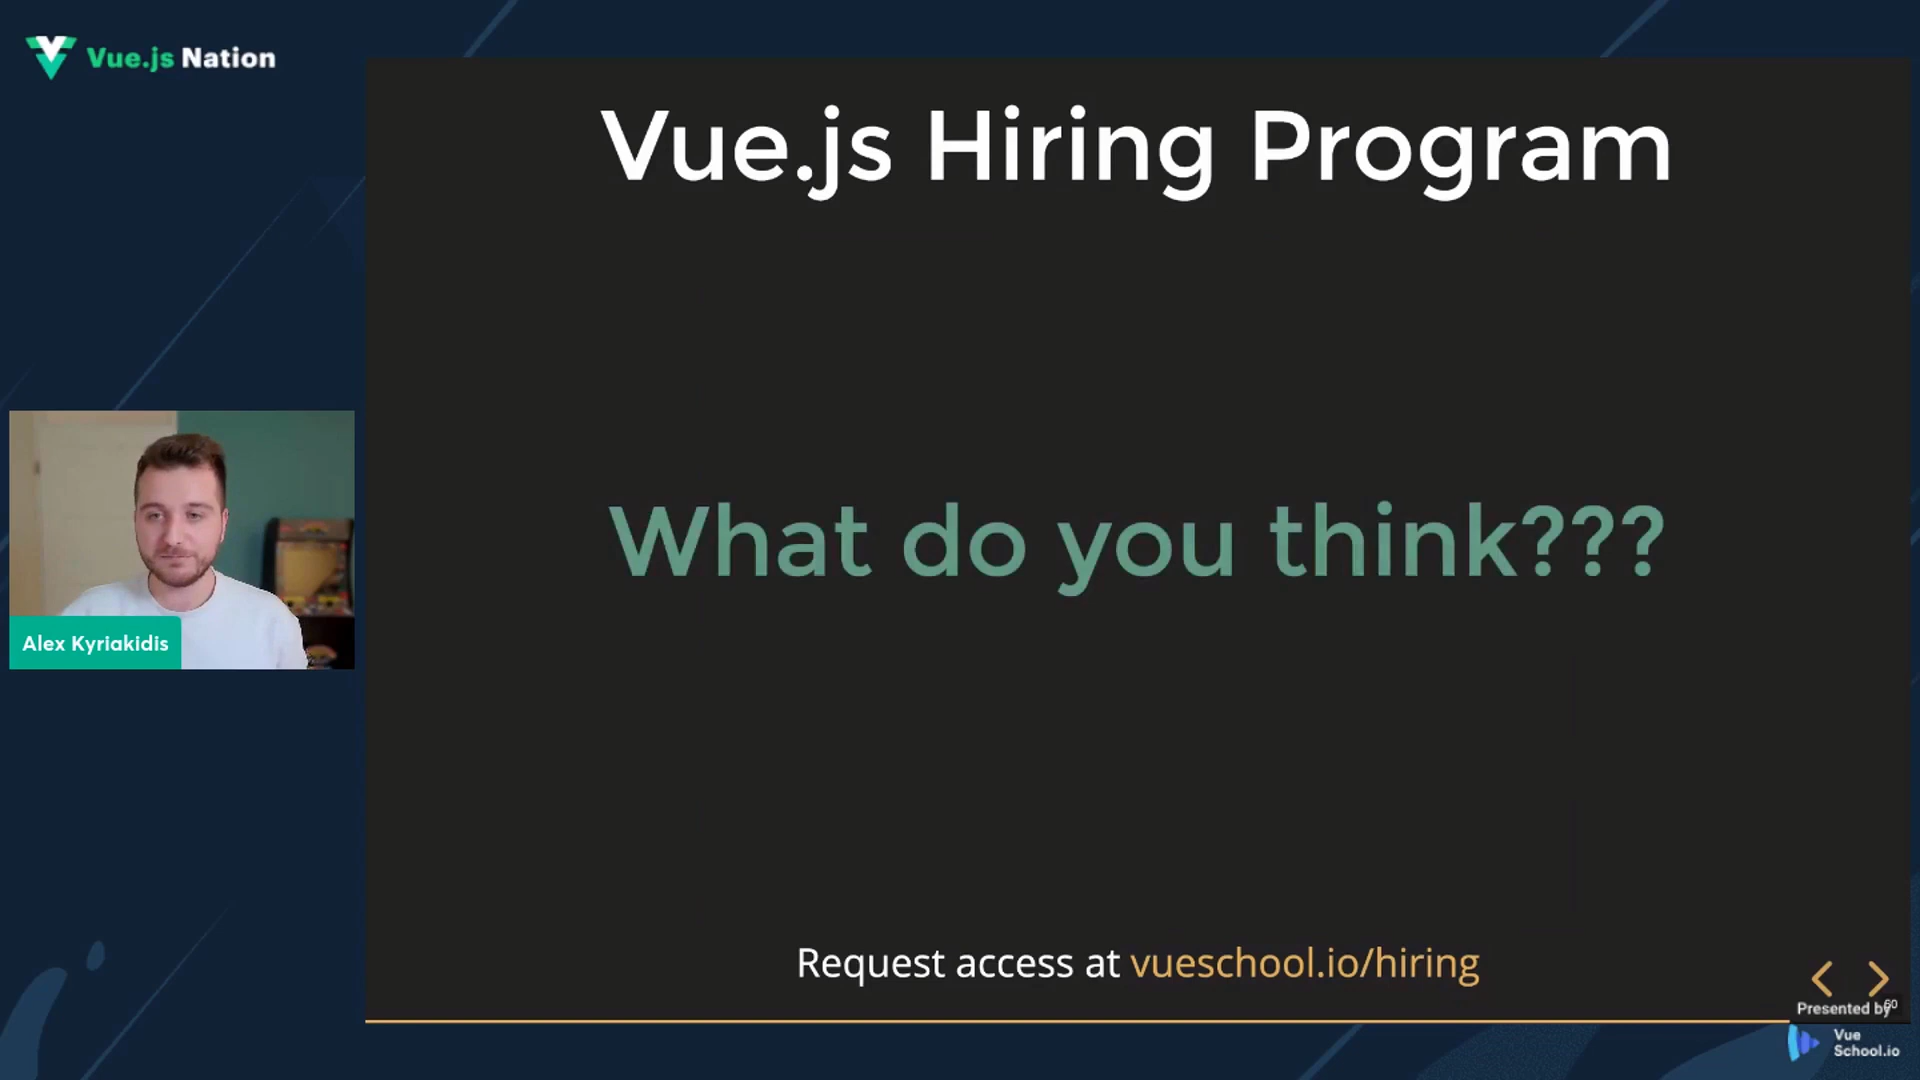 Vue.js Nation
Vue.js Hiring Program
What do you think???
Alex Kyriakidis
Request access at vueschool.io/hiring
60
Presented by
Vue
School.io